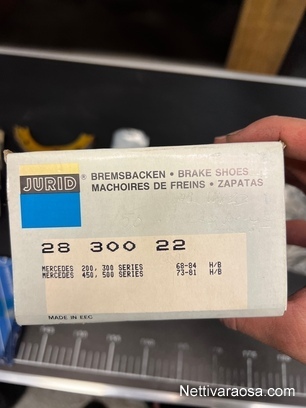 JURID®
BREMSBACKEN • BRAKE SHOES
MACHOIRES DE FREINS • ZAPATAS
28 300 22
MERCEDES 200, 300 SERIES 68-84 H/B
MERCEDES 450, 500 SERIES 73-81 H/B
MADE IN EEC
Nettivaraosa.com